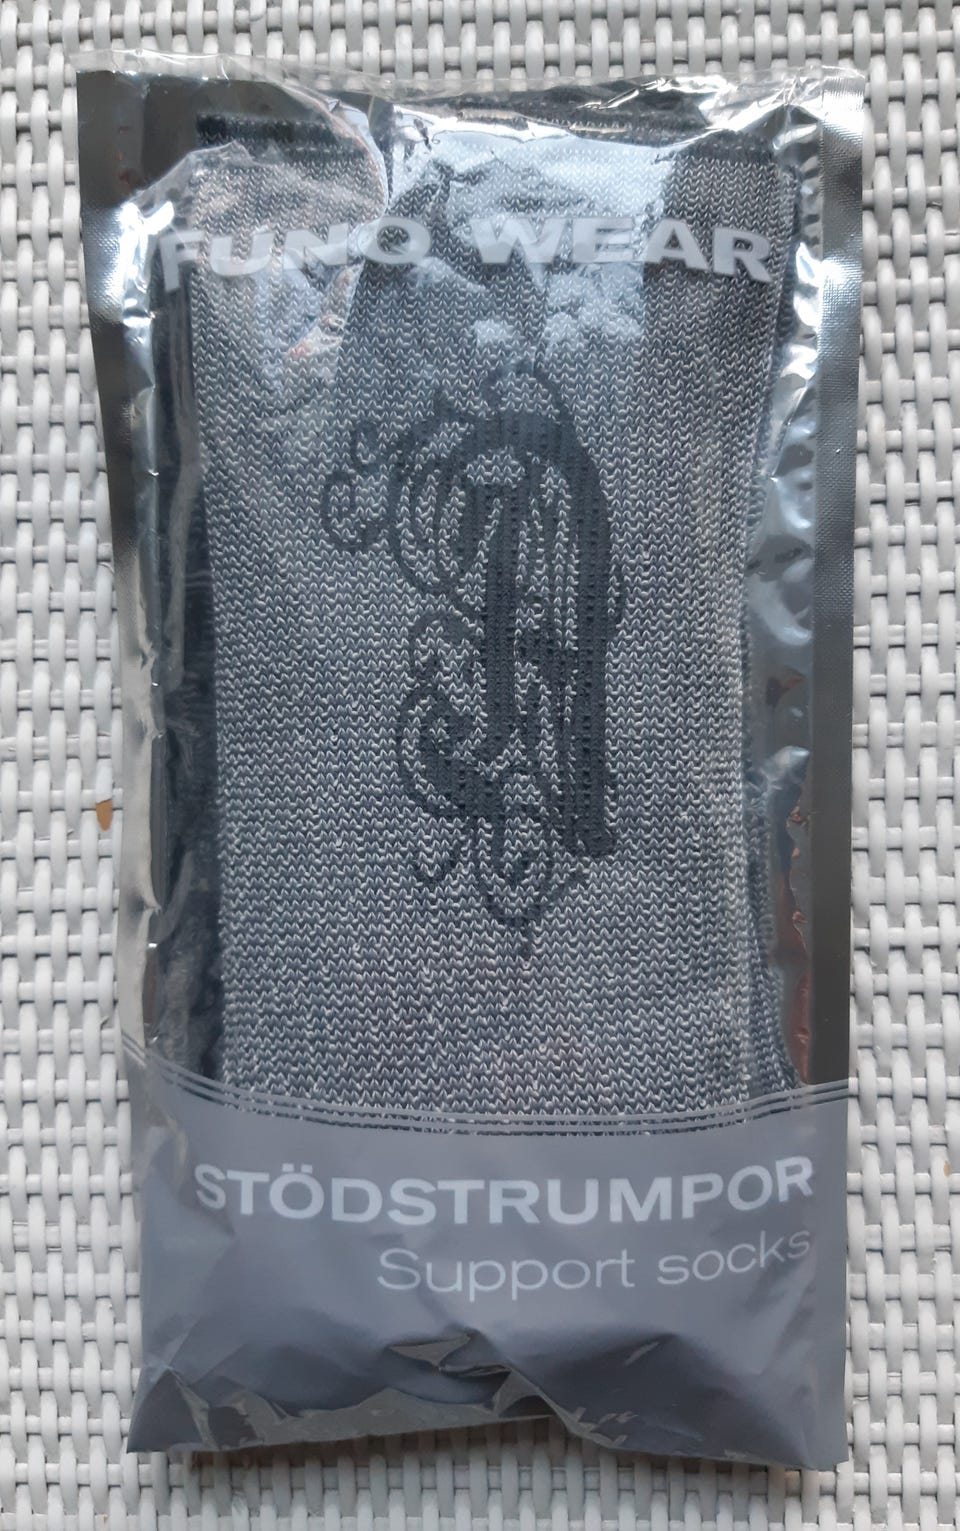 FUNQ WEAR
STÖDSTRUMPOR
Support socks